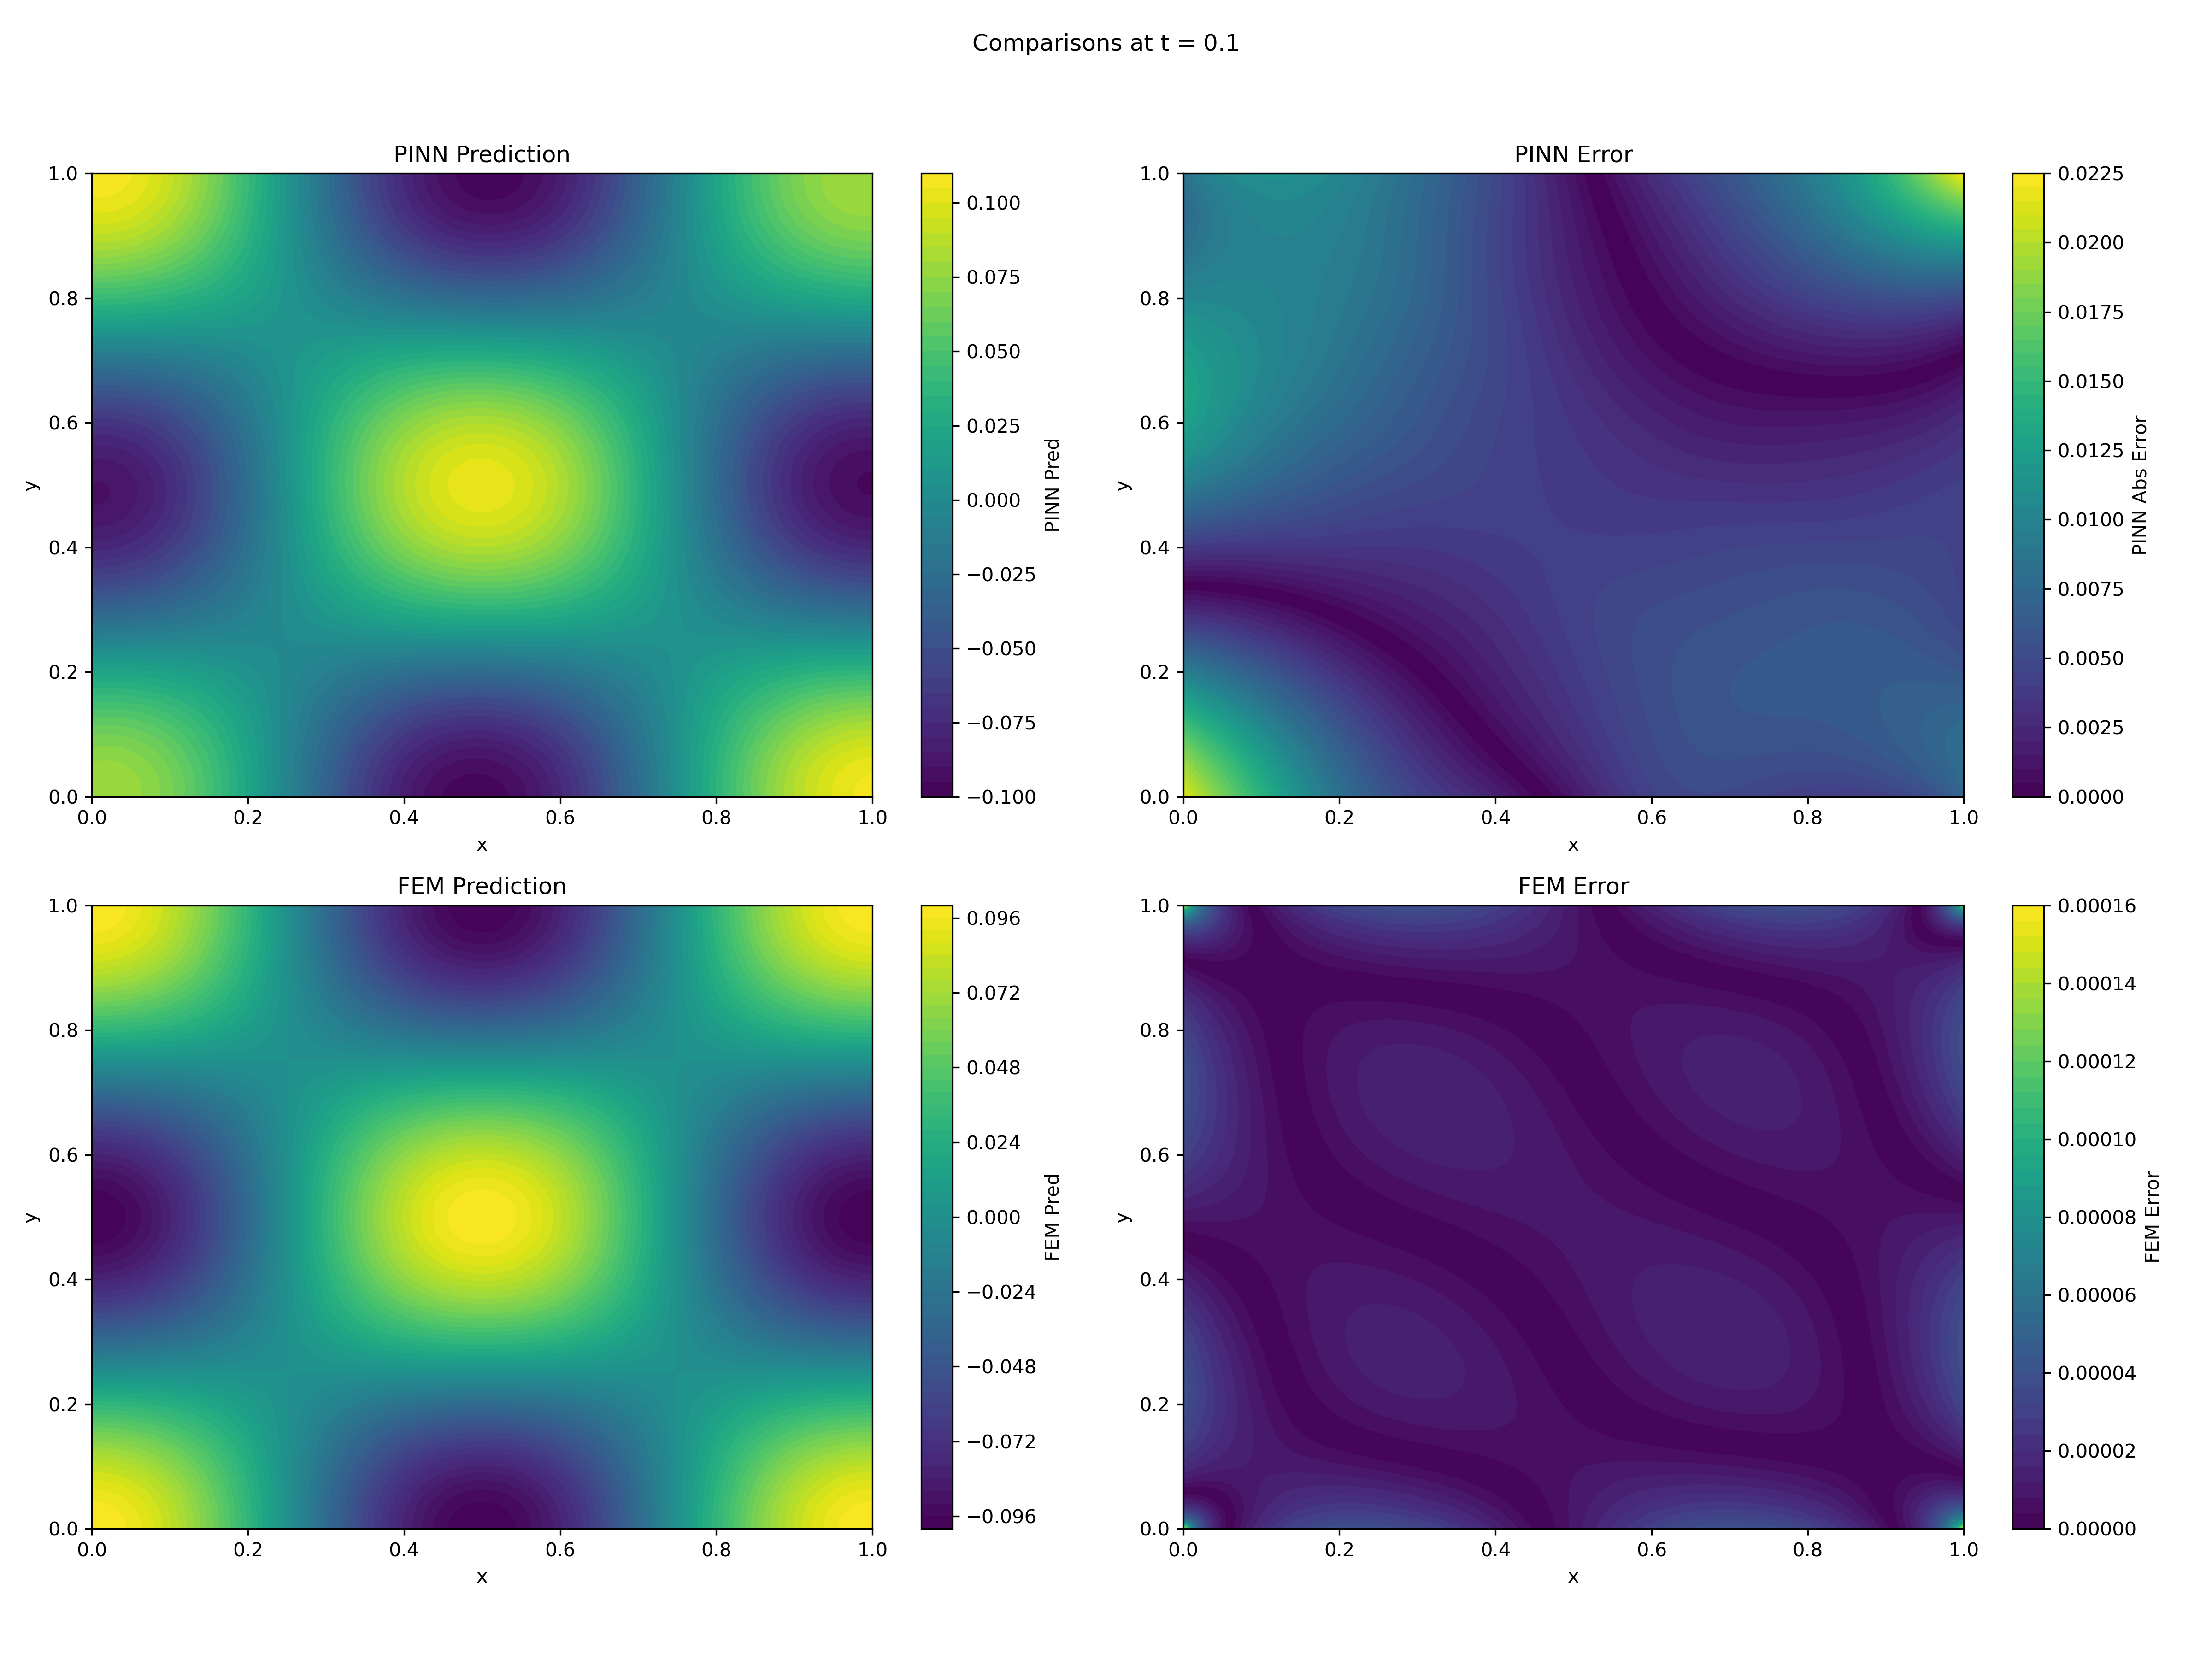 Comparisons at t = 0.1
PINN Prediction
1.0
0.8
0.6
0.4
0.2
0.0
y
0.0 0.2 0.4 0.6 0.8 1.0
x
0.100
0.075
0.050
0.025
0.000
−0.025
−0.050
−0.075
−0.100
PINN Pred
PINN Error
1.0
0.8
0.6
0.4
0.2
0.0
y
0.0 0.2 0.4 0.6 0.8 1.0
x
0.0225
0.0200
0.0175
0.0150
0.0125
0.0100
0.0075
0.0050
0.0025
0.0000
PINN Abs Error
FEM Prediction
1.0
0.8
0.6
0.4
0.2
0.0
y
0.0 0.2 0.4 0.6 0.8 1.0
x
0.096
0.072
0.048
0.024
0.000
−0.024
−0.048
−0.072
−0.096
FEM Pred
FEM Error
1.0
0.8
0.6
0.4
0.2
0.0
y
0.0 0.2 0.4 0.6 0.8 1.0
x
0.00016
0.00014
0.00012
0.00010
0.00008
0.00006
0.00004
0.00002
0.00000
FEM Error